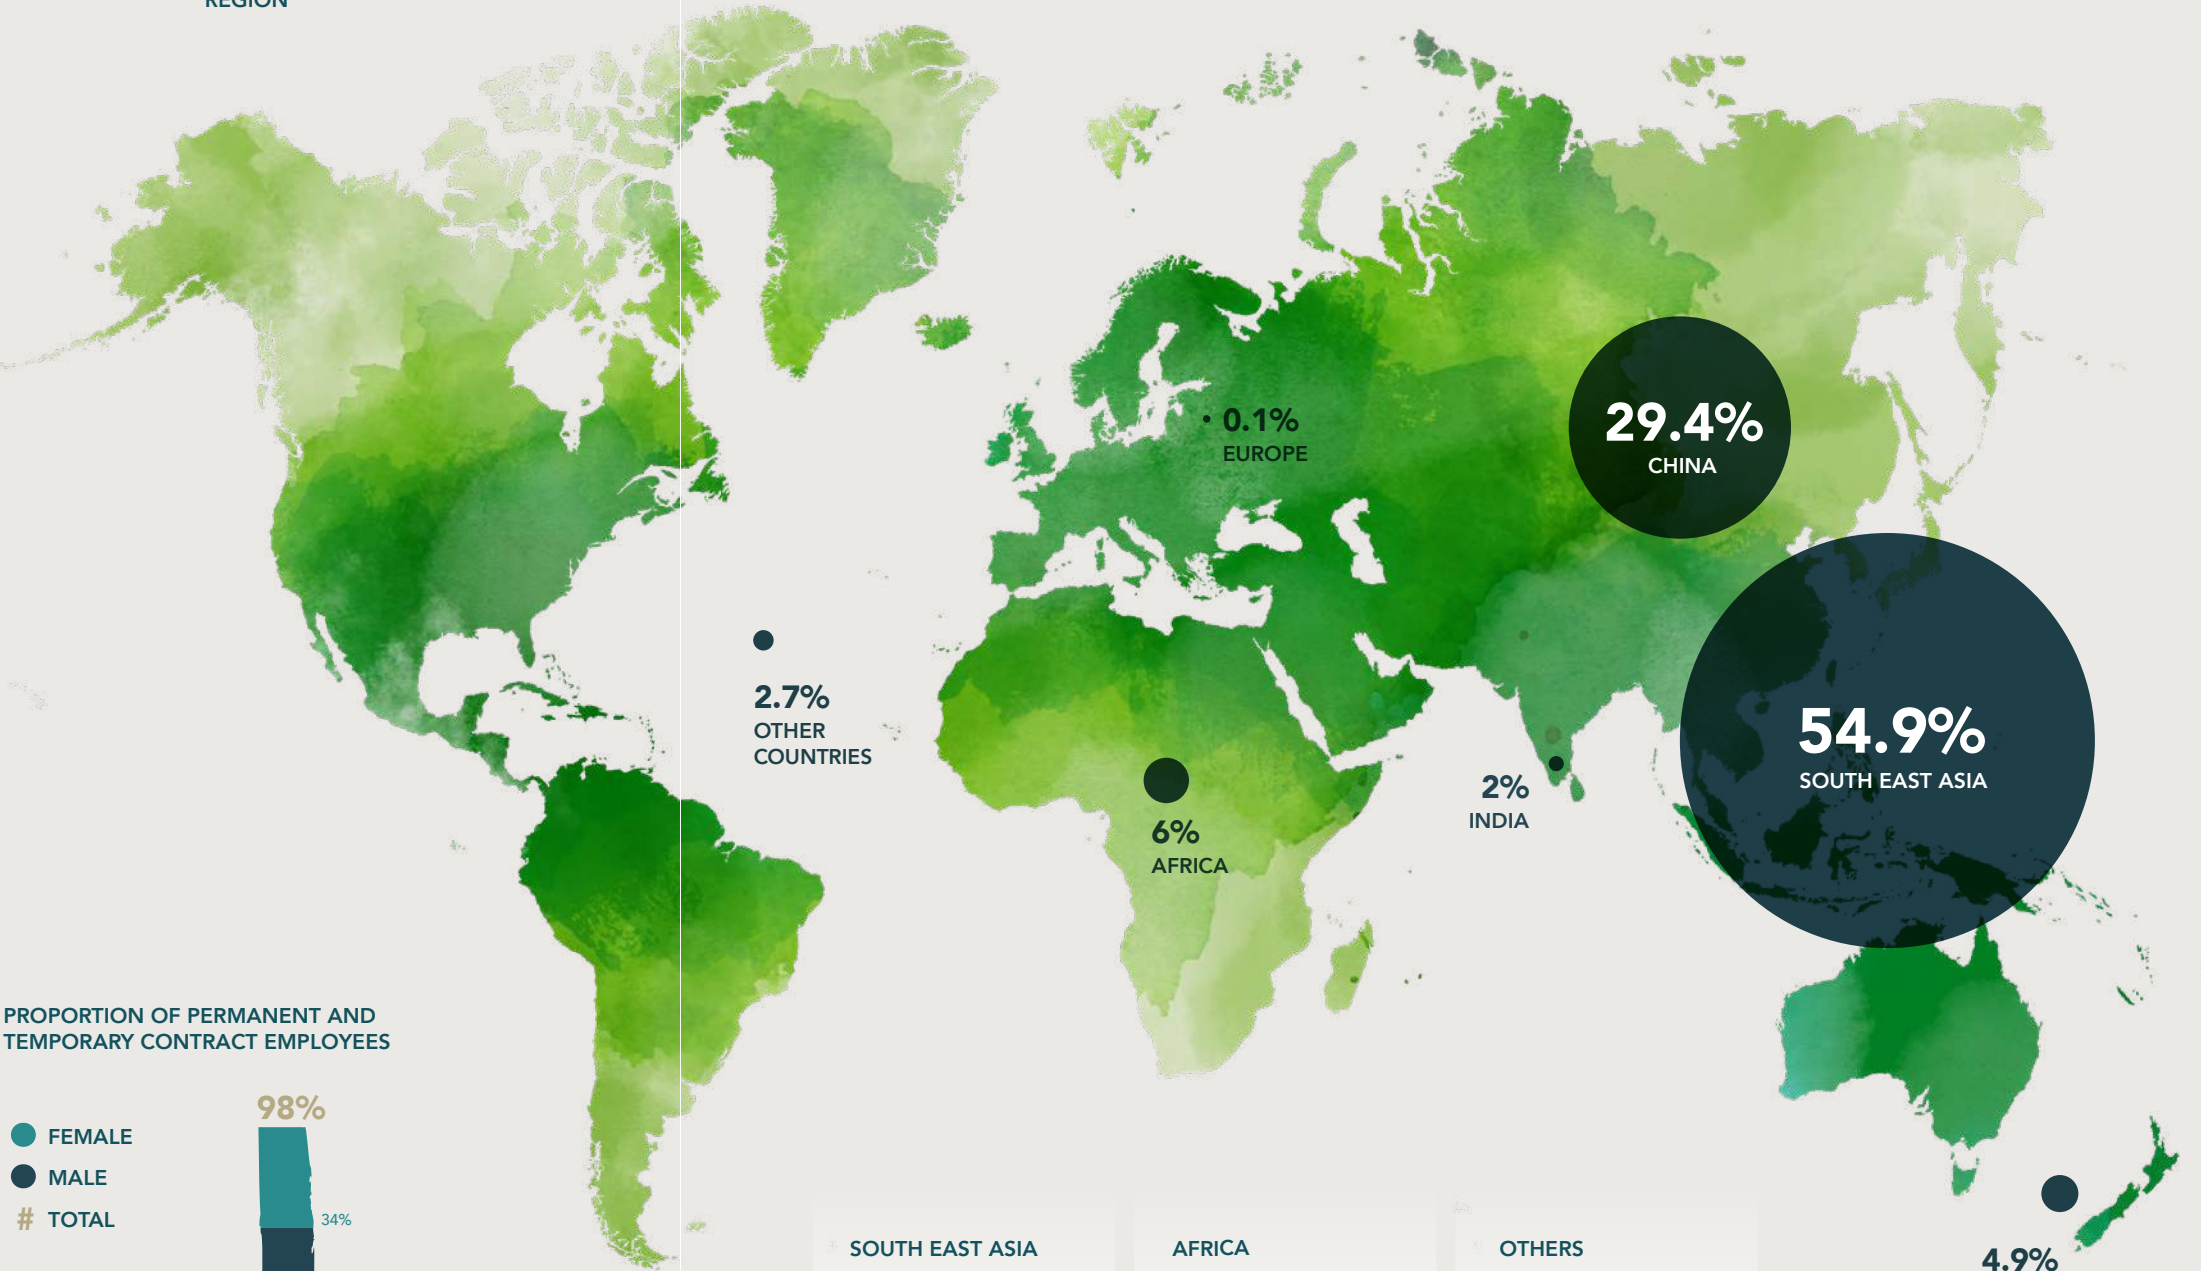 REGION
0.1%
EUROPE
29.4%
CHINA
2.7%
OTHER
COUNTRIES
54.9%
SOUTH EAST ASIA
6%
AFRICA
2%
INDIA
PROPORTION OF PERMANENT AND
TEMPORARY CONTRACT EMPLOYEES
98%
FEMALE
MALE
# TOTAL
34%
SOUTH EAST ASIA
AFRICA
OTHERS
4.9%